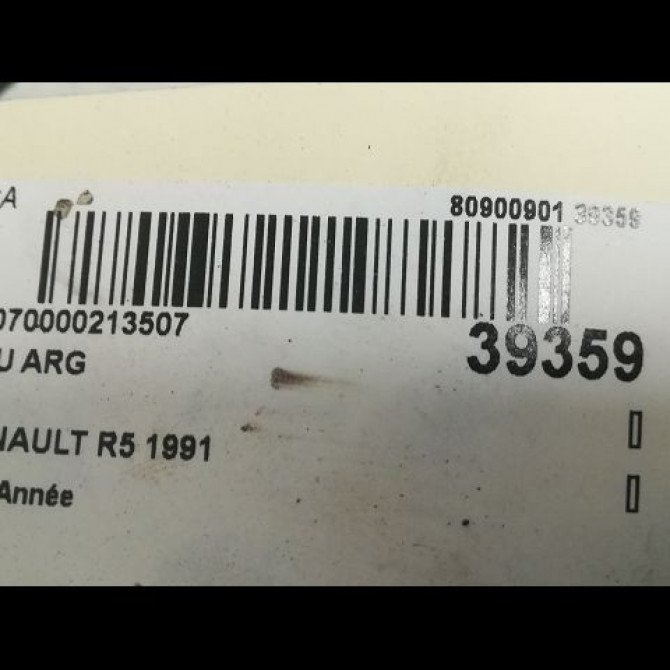 80900901 39359
070000213507
39359
U ARG
NAULT R5 1991
Année